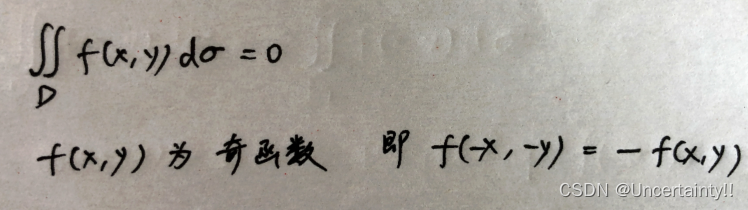 ∬ f(x,y) dσ = 0
D
f(x,y) 为 奇函数 即 f(-x,-y) = - f(x,y)
CSDN @Uncertainty!!